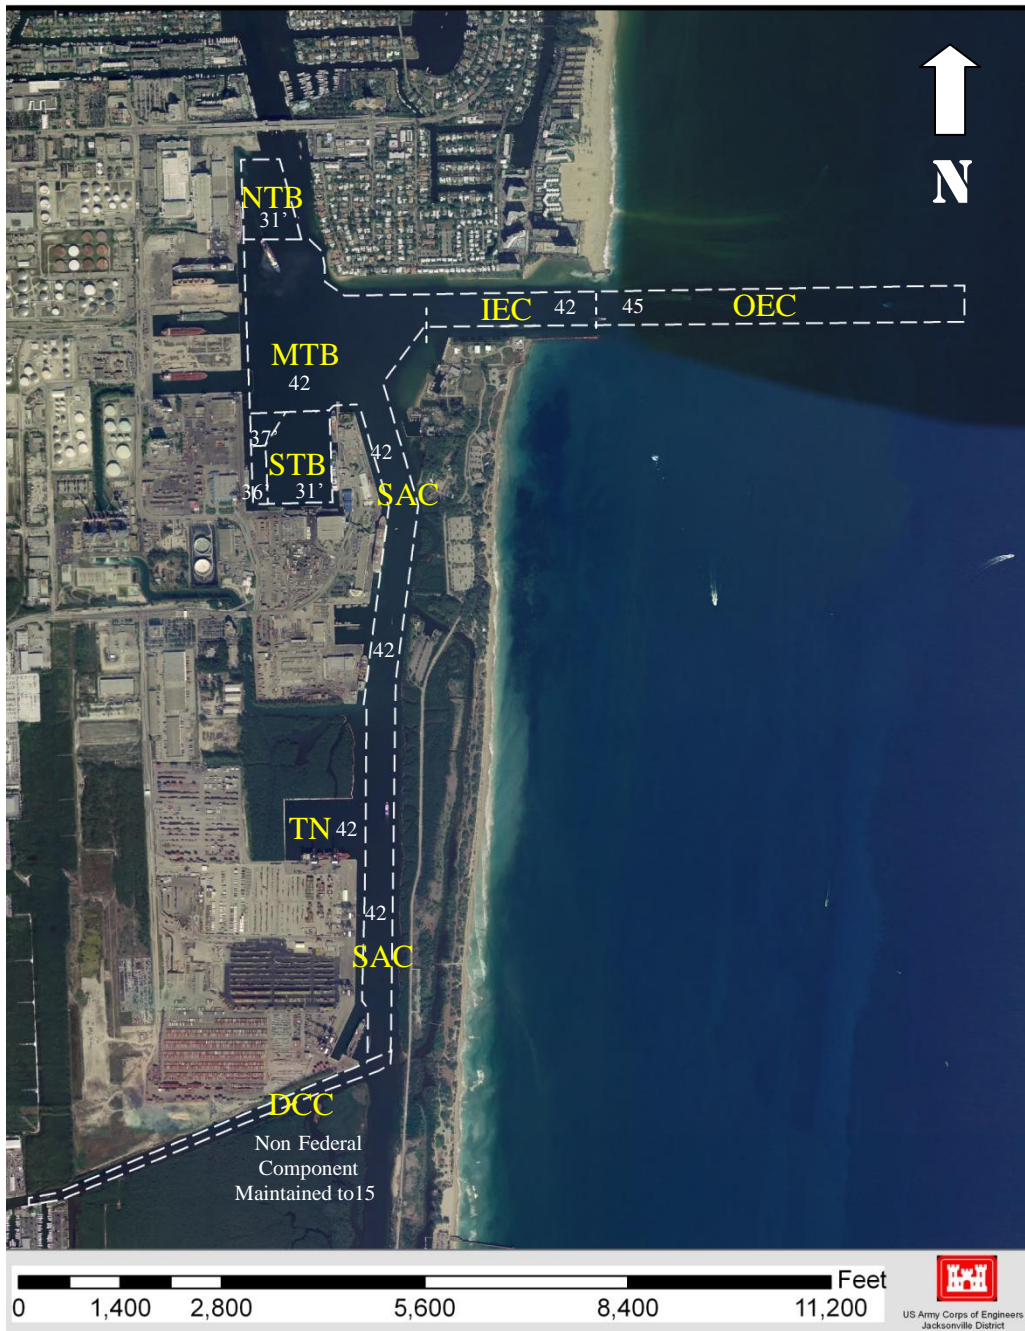 N
NTB
31’
IEC
42
45
OEC
MTB
42
37’
42
STB
36’
31’
SAC
42
TN
42
42
SAC
DCC
Non Federal
Component
Maintained to15
Feet
0
1,400
2,800
5,600
8,400
11,200
US Army Corps of Engineers
Jacksonville District